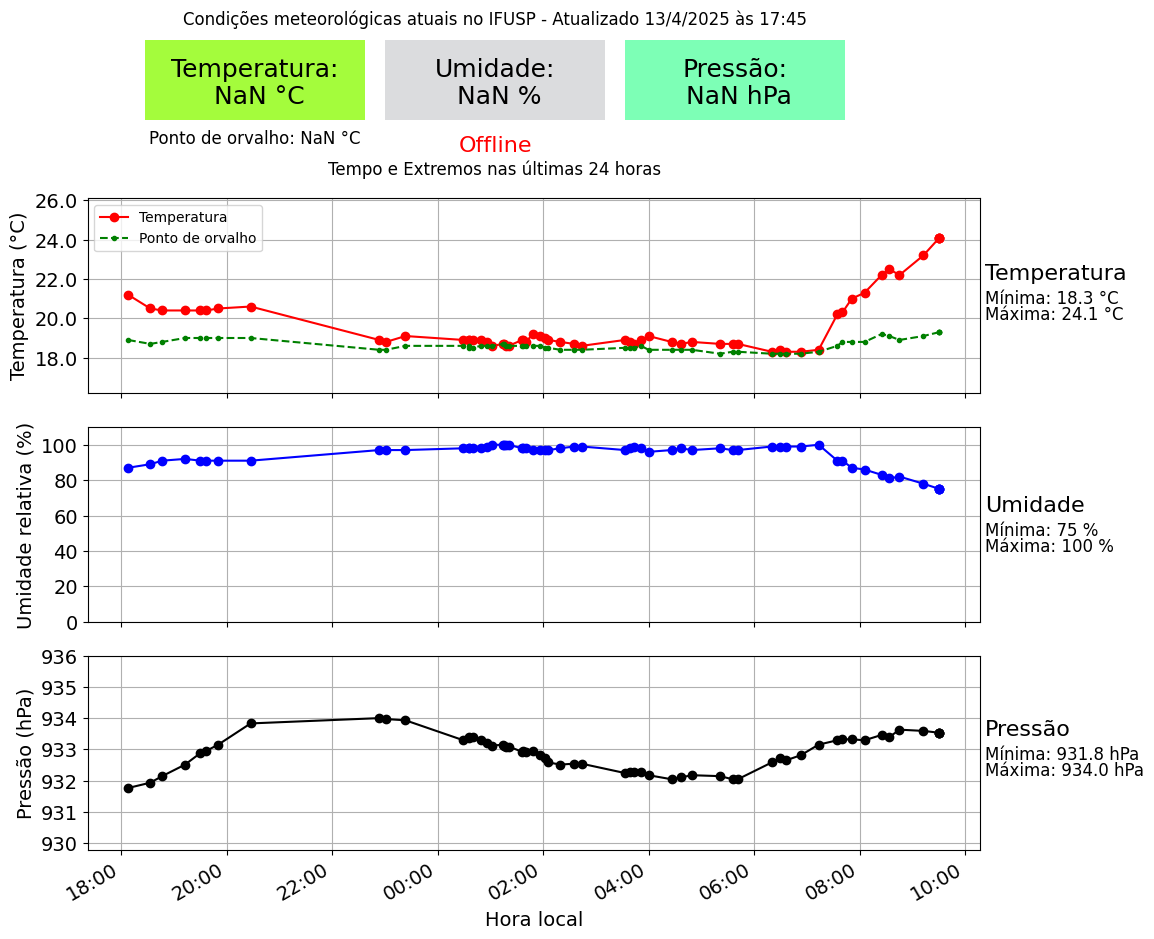 Condições meteorológicas atuais no IFUSP - Atualizado 13/4/2025 às 17:45
Temperatura:
NaN °C
Umidade:
NaN %
Pressão:
NaN hPa
Ponto de orvalho: NaN °C
Offline
Tempo e Extremos nas últimas 24 horas
Temperatura (°C)
26.0
24.0
22.0
20.0
18.0
Temperatura
Ponto de orvalho
Temperatura
Mínima: 18.3 °C
Máxima: 24.1 °C
Umidade relativa (%)
100
80
60
40
20
0
Umidade
Mínima: 75 %
Máxima: 100 %
Pressão (hPa)
936
935
934
933
932
931
930
Pressão
Mínima: 931.8 hPa
Máxima: 934.0 hPa
18:00
20:00
22:00
00:00
02:00
04:00
06:00
08:00
10:00
Hora local